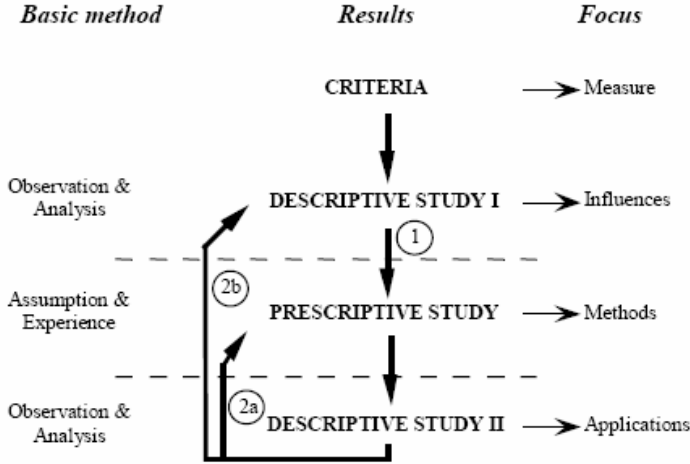 Basic method Results Focus
CRITERIA Measure
Observation &
Analysis
DESCRIPTIVE STUDY I Influences
1
2b
Assumption &
Experience
PRESCRIPTIVE STUDY Methods
2a
Observation &
Analysis
DESCRIPTIVE STUDY II Applications